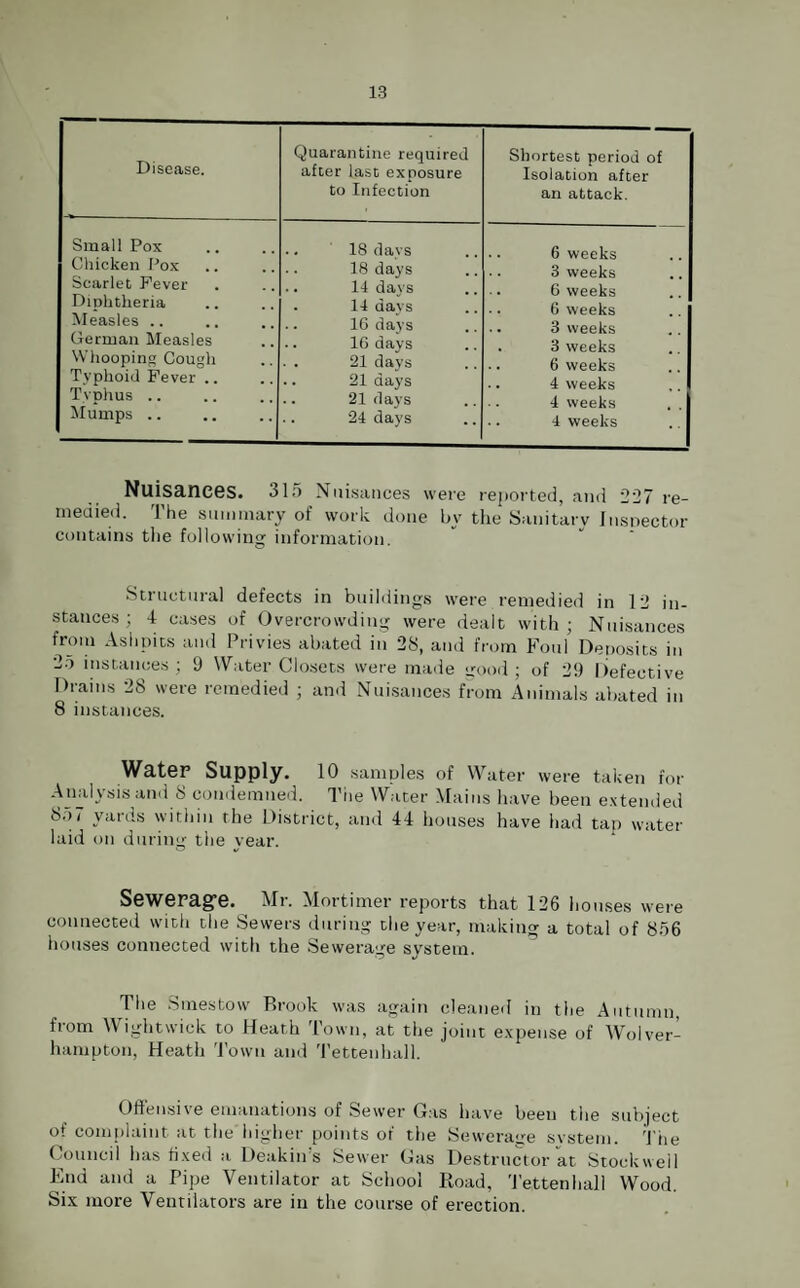 13
Disease. Quarantine required after last exposure to Infection Shortest period of Isolation after an attack.
Small Pox .. .. .. 18 days .. .. 6 weeks ..
Chicken Pox .. .. .. 18 days .. .. 3 weeks ..
Scarlet Fever . .. .. 14 days .. .. 6 weeks ..
Diphtheria .. .. . 14 days .. .. 6 weeks ..
Measles .. .. .. .. 16 days .. .. 3 weeks ..
German Measles .. .. 16 days .. . 3 weeks ..
Whooping Cough .. .. 21 days .. .. 6 weeks ..
Typhoid Fever .. .. .. 21 days .. 4 weeks ..
Typhus .. .. .. .. 21 days .. .. 4 weeks ..
Mumps .. .. .. .. 24 days .. .. 4 weeks ..
Nuisances. 315 Nuisances were reported, and 227 re-
medied. The summary of work done by the Sanitary Inspector
contains the following information.
Structural defects in buildings were remedied in 12 in-
stances ; 4 cases of Overcrowding were dealt with ; Nuisances
from Ashpits and Privies abated in 28, and from Foul Deposits in
25 instances ; 9 Water Closets were made good ; of 29 Defective
Drains 28 were remedied ; and Nuisances from Animals abated in
8 instances.
Water Supply. 10 samples of Water were taken for
Analysis and 8 condemned. The Water Mains have been extended
857 yards within the District, and 44 houses have had tap water
laid on during the year.
Sewerage. Mr. Mortimer reports that 126 houses were
connected with the Sewers during the year, making a total of 856
houses connected with the Sewerage system.
The Smestow Brook was again cleaned in the Autumn,
from Wightwick to Heath Town, at the joint expense of Wolver-
hampton, Heath Town and Tettenhall.
Offensive emanations of Sewer Gas have been the subject
of complaint at the higher points of the Sewerage system. The
Council has fixed a Deakin's Sewer Gas Destructor at Stockwell
End and a Pipe Ventilator at School Road, Tettenhall Wood.
Six more Ventilators are in the course of erection.